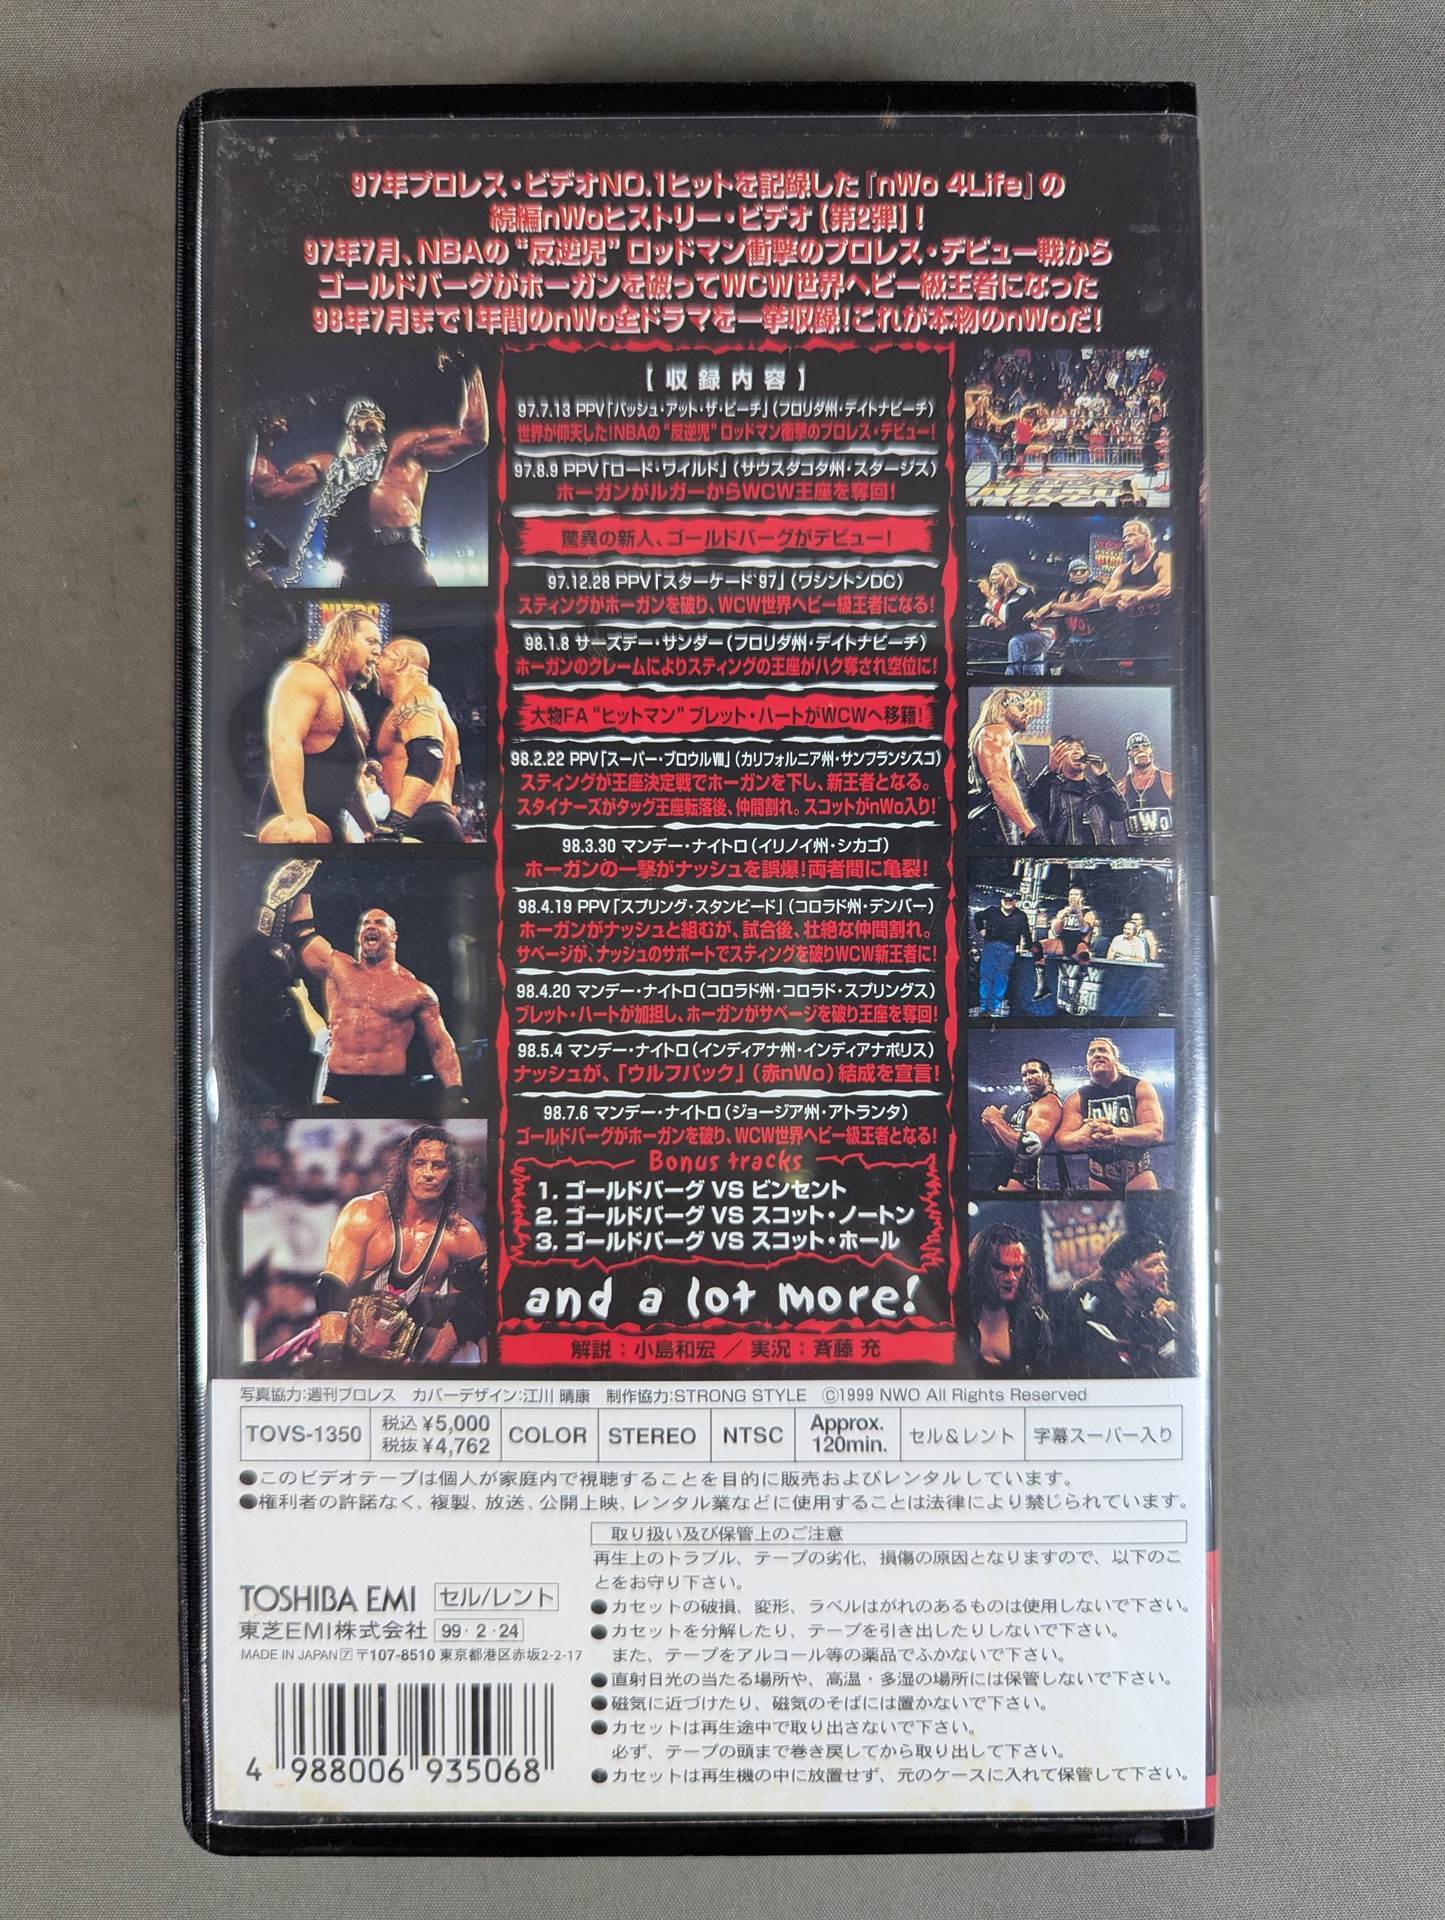 97年プロレス・ビデオNO.1ヒットを記録した『nWo 4Life』の
続編nWoヒストリー・ビデオ【第2弾】！
97年7月、NBAの“反逆児”ロッドマン衝撃のプロレス・デビュー戦から
ゴールドバーグがホーガンを破ってWCW世界ヘビー級王者になった
98年7月まで1年間のnWo全ドラマを一挙収録！これが本物のnWoだ！
【収録内容】
97.7.13 PPV「バッシュ・アット・ザ・ビーチ」（フロリダ州・デイトナビーチ）
世界が仰天した！NBAの“反逆児”ロッドマン衝撃のプロレス・デビュー！
97.8.9 PPV「ロード・ワイルド」（サウスダコタ州・スタージス）
ホーガンがルガーからWCW王座を奪回！
驚異の新人、ゴールドバーグがデビュー！
97.12.28 PPV「スターケード'97」（ワシントンDC）
スティングがホーガンを破り、WCW世界ヘビー級王者になる！
98.1.8 サーズデー・サンダー（フロリダ州・デイトナビーチ）
ホーガンのクレームによりスティングの王座がハク奪され空位に！
大物FA“ヒットマン”ブレット・ハートがWCWへ移籍！
98.2.22 PPV「スーパー・ブロウルⅧ」（カリフォルニア州・サンフランシスコ）
スティングが王座決定戦でホーガンを下し、新王者となる。
スタイナーズがタッグ王座転落後、仲間割れ。スコットがnWo入り！
98.3.30 マンデー・ナイトロ（イリノイ州・シカゴ）
ホーガンの一撃がナッシュを誤爆！両者間に亀裂！
98.4.19 PPV「スプリング・スタンピード」（コロラド州・デンバー）
ホーガンがナッシュと組むが、試合後、壮絶な仲間割れ。
サベージが、ナッシュのサポートでスティングを破りWCW新王者に！
98.4.20 マンデー・ナイトロ（コロラド州・コロラド・スプリングス）
ブレット・ハートが加担し、ホーガンがサベージを破り王座を奪回！
98.5.4 マンデー・ナイトロ（インディアナ州・インディアナポリス）
ナッシュが、「ウルフパック」（赤nWo）結成を宣言！
98.7.6 マンデー・ナイトロ（ジョージア州・アトランタ）
ゴールドバーグがホーガンを破り、WCW世界ヘビー級王者となる！
Bonus tracks
1. ゴールドバーグ VS ビンセント
2. ゴールドバーグ VS スコット・ノートン
3. ゴールドバーグ VS スコット・ホール
and a lot more!
解説：小島和宏／実況：斉藤 充
写真協力:週刊プロレス カバーデザイン:江川 晴康 制作協力:STRONG STYLE ©1999 NWO All Rights Reserved
TOVS-1350 税込¥5,000 税抜¥4,762 COLOR STEREO NTSC Approx. 120min. セル&レント 字幕スーパー入り
●このビデオテープは個人が家庭内で視聴することを目的に販売およびレンタルしています。
●権利者の許諾なく、複製、放送、公開上映、レンタル業などに使用することは法律により禁じられています。
取り扱い及び保管上のご注意
再生上のトラブル、テープの劣化、損傷の原因となりますので、以下のこ
とをお守り下さい。
●カセットの破損、変形、ラベルはがれのあるものは使用しないで下さい。
●カセットを分解したり、テープを引き出したりしないで下さい。
また、テープをアルコール等の薬品でふかないで下さい。
●直射日光の当たる場所や、高温・多湿の場所には保管しないで下さい。
●磁気に近づけたり、磁気のそばには置かないで下さい。
●カセットは再生途中で取り出さないで下さい。
必ず、テープの頭まで巻き戻してから取り出して下さい。
●カセットは再生機の中に放置せず、元のケースに入れて保管して下さい。
TOSHIBA EMI セル/レント
東芝EMI株式会社 99・2・24
MADE IN JAPAN 〒107-8510 東京都港区赤坂2-2-17
4 988006 935068